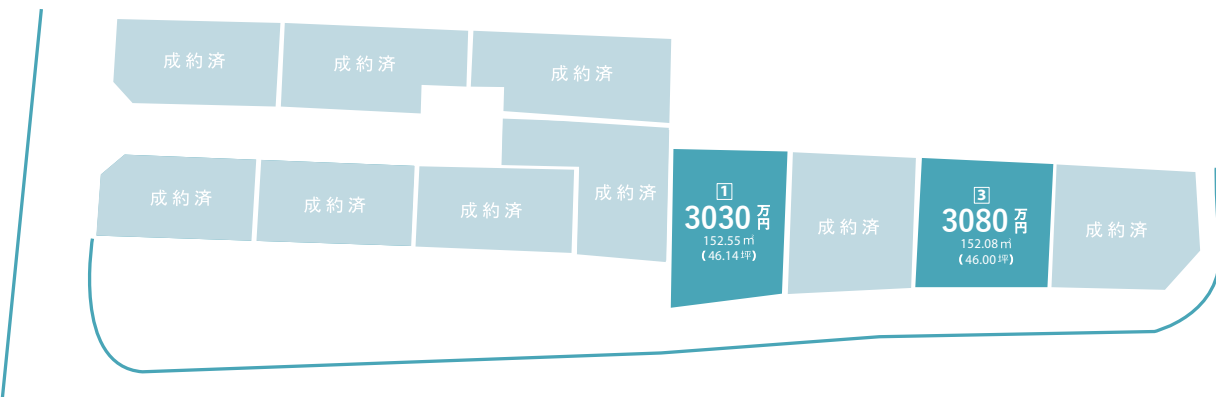 成約済
成約済
成約済
成約済
成約済
成約済
成約済
1
3030万円
152.55㎡
(46.14坪)
成約済
3
3080万円
152.08㎡
(46.00坪)
成約済